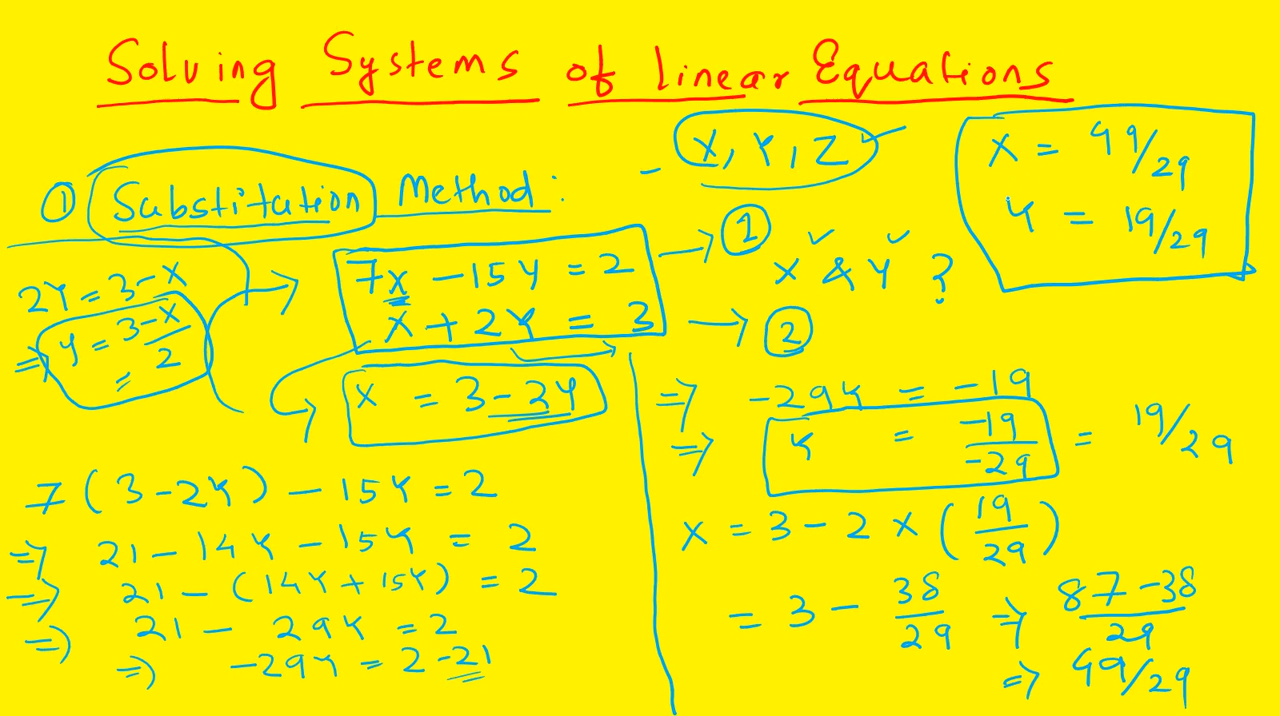 Solving Systems of linear Equations
① Substitution Method :
- X, Y, Z
X = 49/29
Y = 19/29
2Y = 3 - X
⇒ Y = 3 - X / 2
=
7x - 15Y = 2 → ①
X + 2Y = 3 → ②
X & Y ?
X = 3 - 2Y
7 ( 3 - 2Y ) - 15Y = 2
⇒ 21 - 14Y - 15Y = 2
⇒ 21 - (14Y + 15Y) = 2
⇒ 21 - 29Y = 2
⇒ -29Y = 2 - 21
⇒ -29Y = -19
⇒ Y = -19/-29 = 19/29
X = 3 - 2 × ( 19/29 )
= 3 - 38/29 ⇒ 87 - 38 / 29
⇒ 49/29